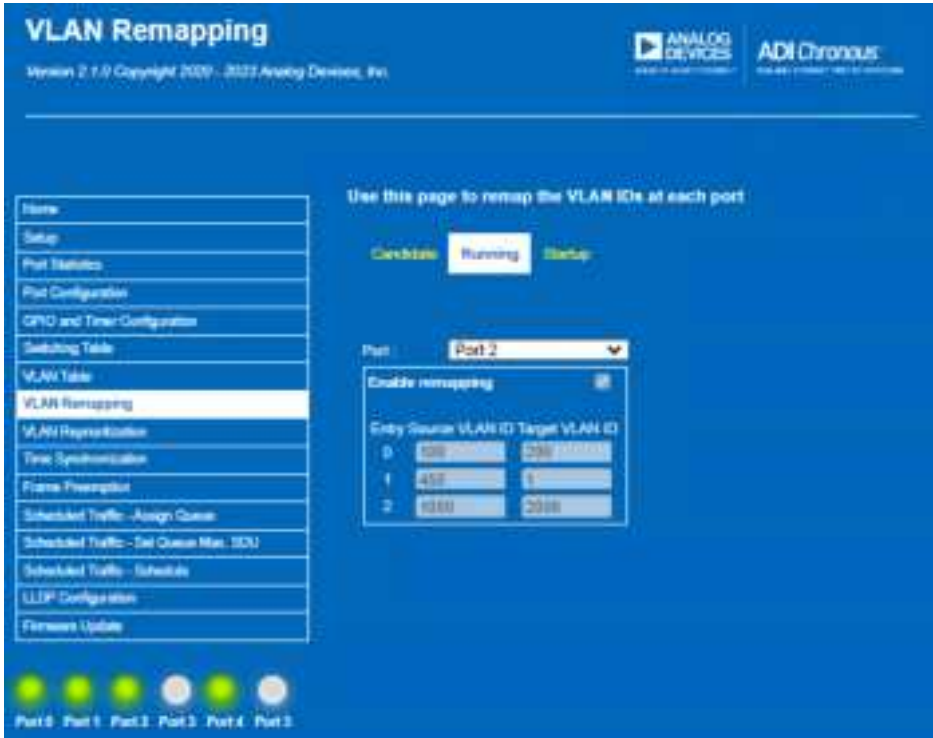 VLAN Remapping
Version 2.1.0 Copyright 2020 - 2023 Analog Devices, Inc.
ANALOG DEVICES
ADI Chronous
Use this page to remap the VLAN IDs at each port
Candidate Running Startup
Home
Setup
Port Statistics
Port Configuration
GPIO and Timer Configuration
Switching Table
VLAN Table
VLAN Remapping
VLAN Reprioritization
Time Synchronization
Frame Preemption
Scheduled Traffic - Assign Queue
Scheduled Traffic - Set Queue Max. SDU
Scheduled Traffic - Schedule
LLDP Configuration
Firmware Update
Port : Port 2
Enable remapping
Entry Source VLAN ID Target VLAN ID
0 100 200
1 450 1
2 1000 2000
Port 0 Port 1 Port 2 Port 3 Port 4 Port 5